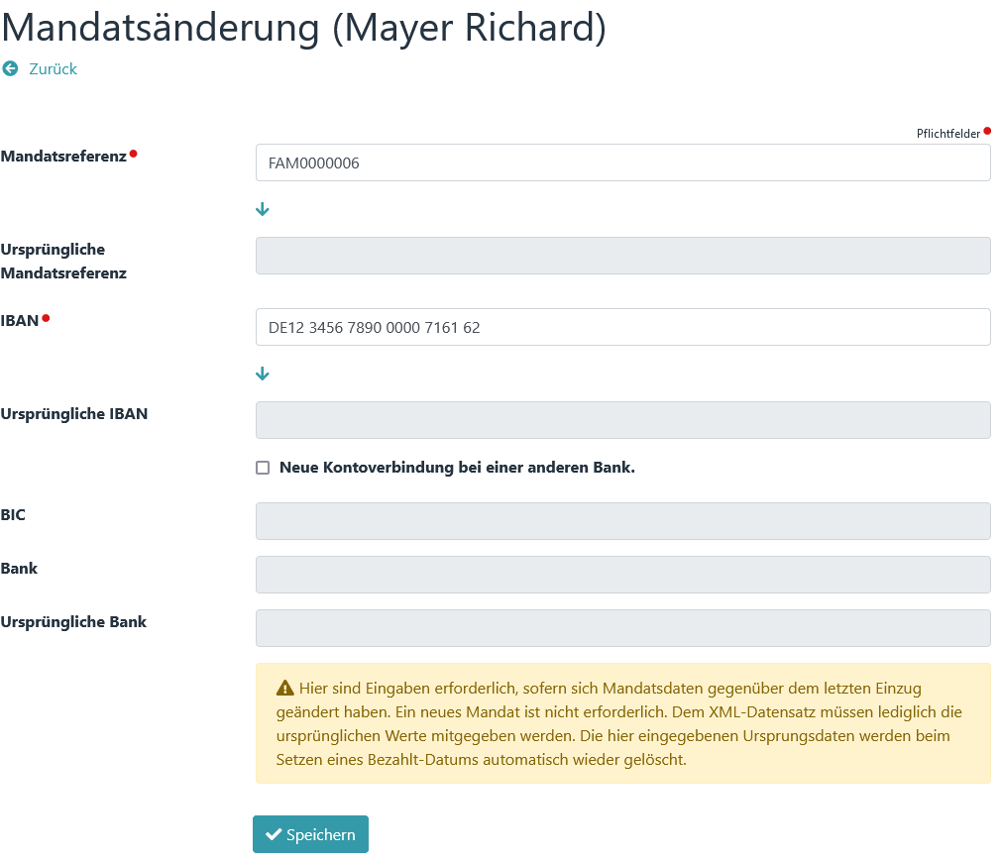 Mandatsänderung (Mayer Richard)
Zurück
Pflichtfelder
Mandatsreferenz
FAM0000006
Ursprüngliche
Mandatsreferenz
IBAN
DE12 3456 7890 0000 7161 62
Ursprüngliche IBAN
Neue Kontoverbindung bei einer anderen Bank.
BIC
Bank
Ursprüngliche Bank
Hier sind Eingaben erforderlich, sofern sich Mandatsdaten gegenüber dem letzten Einzug
geändert haben. Ein neues Mandat ist nicht erforderlich. Dem XML-Datensatz müssen lediglich die
ursprünglichen Werte mitgegeben werden. Die hier eingegebenen Ursprungsdaten werden beim
Setzen eines Bezahlt-Datums automatisch wieder gelöscht.
Speichern